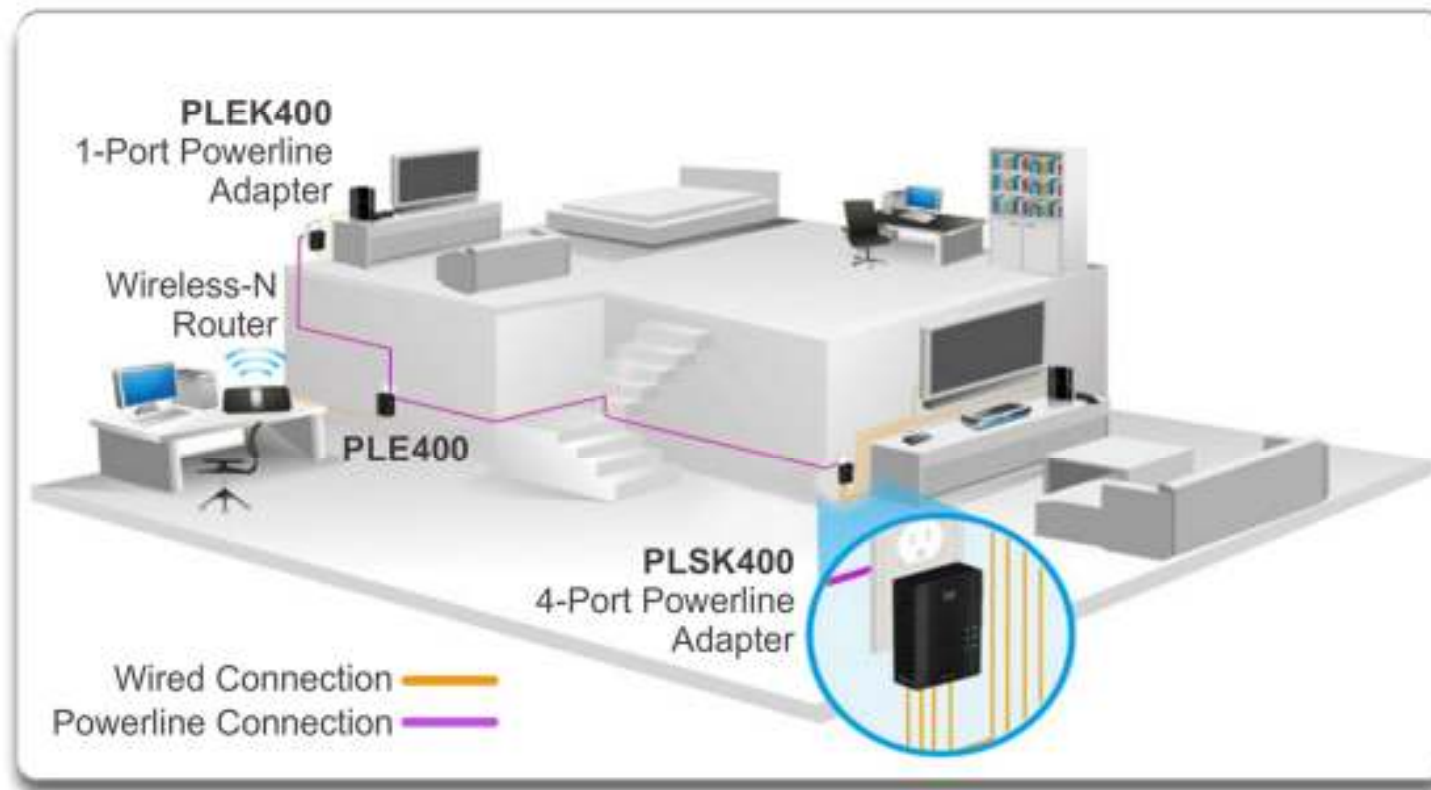 PLEK400
1-Port Powerline
Adapter
Wireless-N
Router
PLE400
PLSK400
4-Port Powerline
Adapter
Wired Connection
Powerline Connection